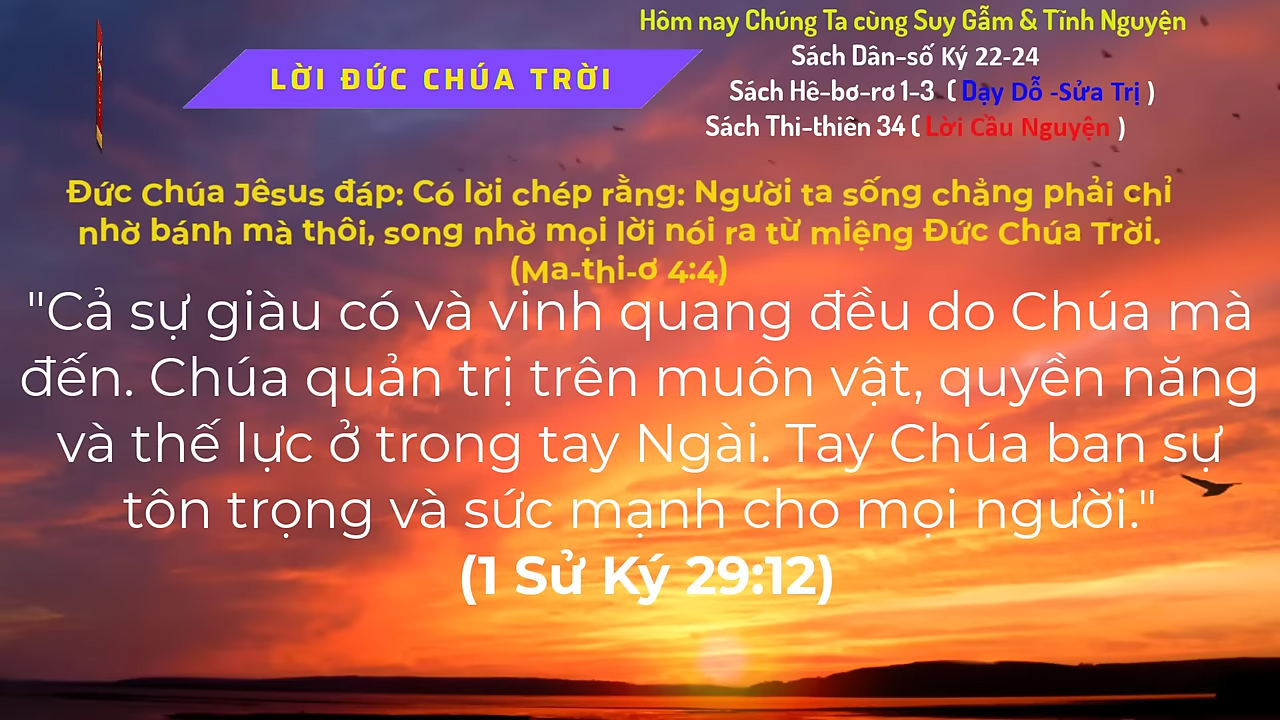 Hôm nay Chúng Ta cùng Suy Gẫm & Tĩnh Nguyện
Sách Dân-số Ký 22-24
Sách Hê-bơ-rơ 1-3 ( Dạy Dỗ -Sửa Trị )
Sách Thi-thiên 34 ( Lời Cầu Nguyện )
LỜI ĐỨC CHÚA TRỜI
Đức Chúa Jêsus đáp: Có lời chép rằng: Người ta sống chẳng phải chỉ
nhờ bánh mà thôi, song nhờ mọi lời nói ra từ miệng Đức Chúa Trời.
(Ma-thi-ơ 4:4)
"Cả sự giàu có và vinh quang đều do Chúa mà
đến. Chúa quản trị trên muôn vật, quyền năng
và thế lực ở trong tay Ngài. Tay Chúa ban sự
tôn trọng và sức mạnh cho mọi người."
(1 Sử Ký 29:12)